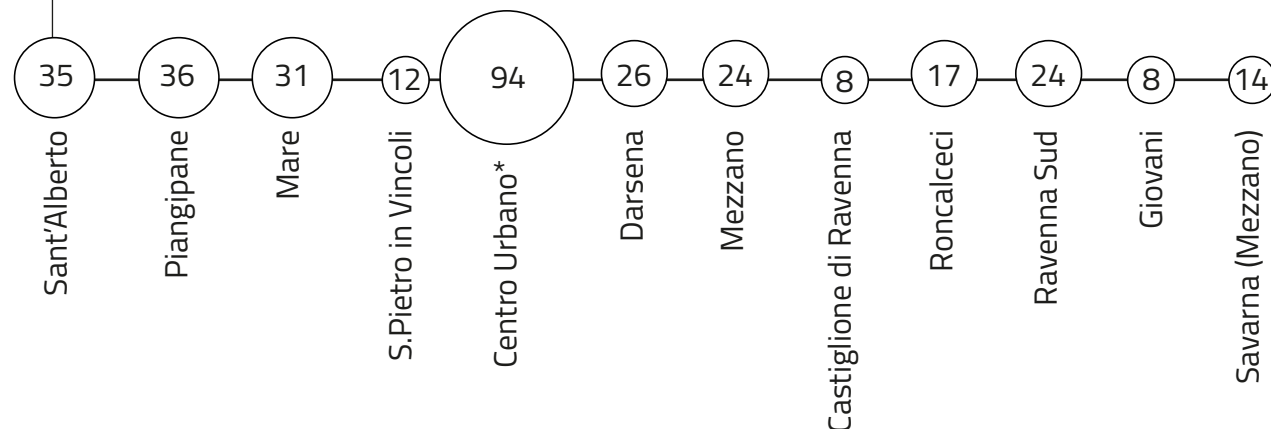 35
36
31
12
94
26
24
8
17
24
8
14
Sant'Alberto
Piangipane
Mare
S.Pietro in Vincoli
Centro Urbano*
Darsena
Mezzano
Castiglione di Ravenna
Roncalceci
Ravenna Sud
Giovani
Savarna (Mezzano)